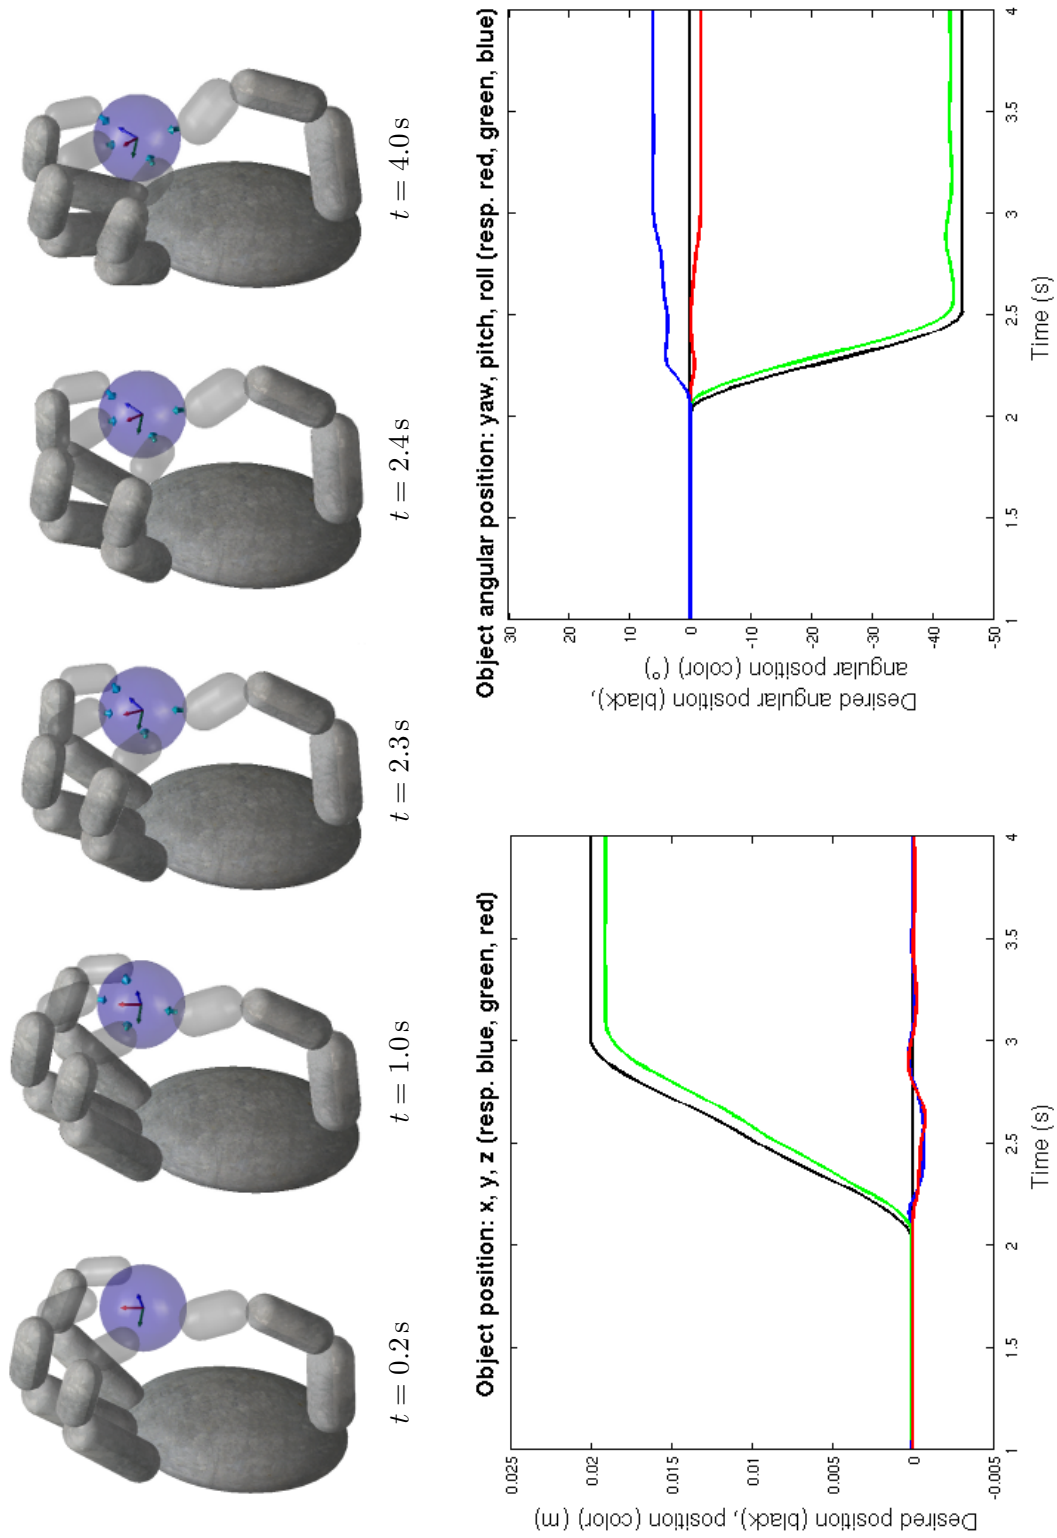 t = 0.2 s
t = 1.0 s
t = 2.3 s
t = 2.4 s
t = 4.0 s
Object position: x, y, z (resp. blue, green, red)
Desired position (black), position (color) (m)
0.025
0.02
0.015
0.01
0.005
0
-0.005
1
1.5
2
2.5
3
3.5
4
Time (s)
Object angular position: yaw, pitch, roll (resp. red, green, blue)
Desired angular position (black),
angular position (color) (°)
30
20
10
0
-10
-20
-30
-40
-50
1
1.5
2
2.5
3
3.5
4
Time (s)